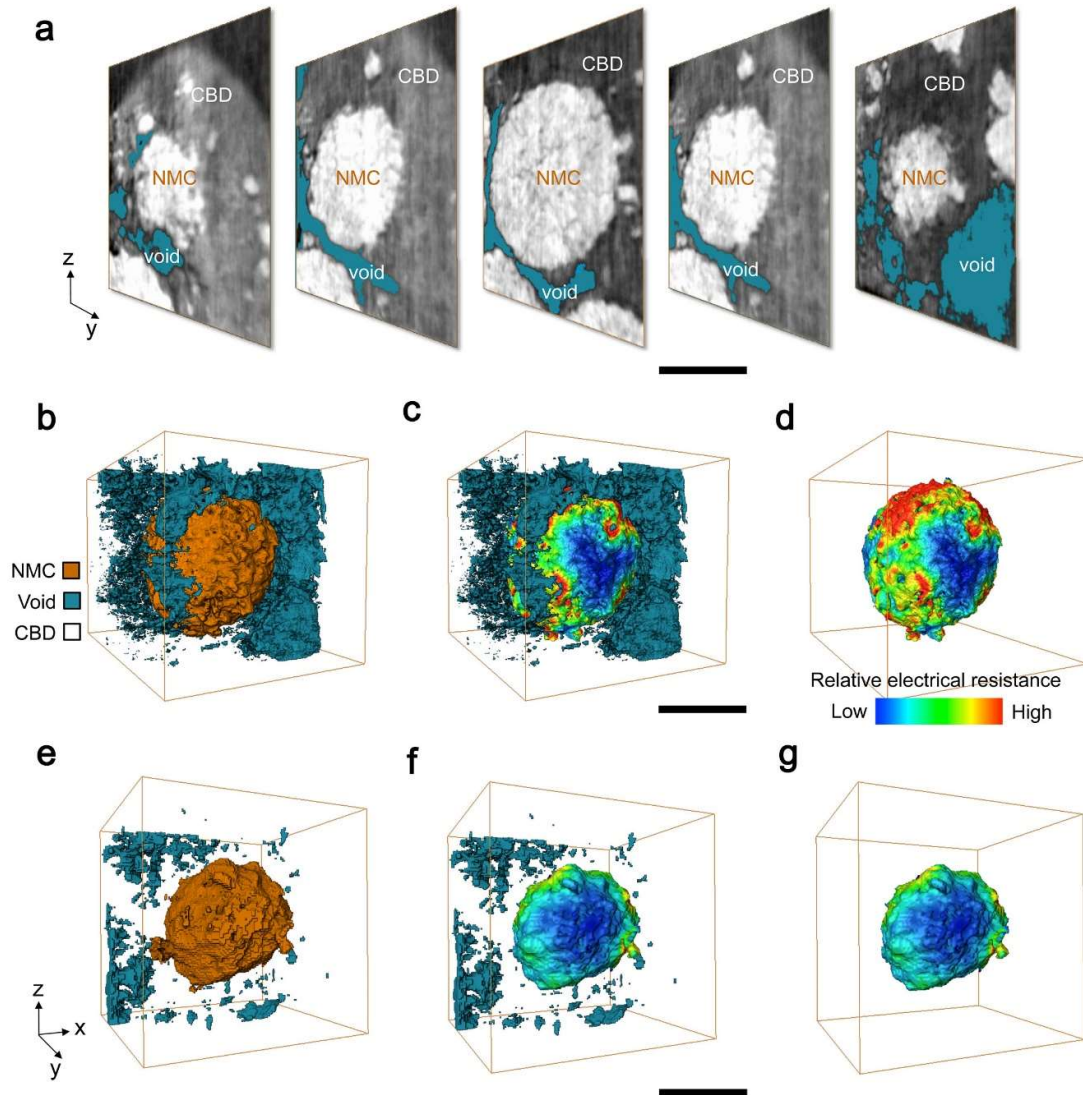 a
CBD
NMC
void
CBD
NMC
void
CBD
NMC
void
CBD
NMC
void
CBD
NMC
void
z
y
b
c
d
NMC
Void
CBD
Relative electrical resistance
Low
High
e
f
g
z
x
y